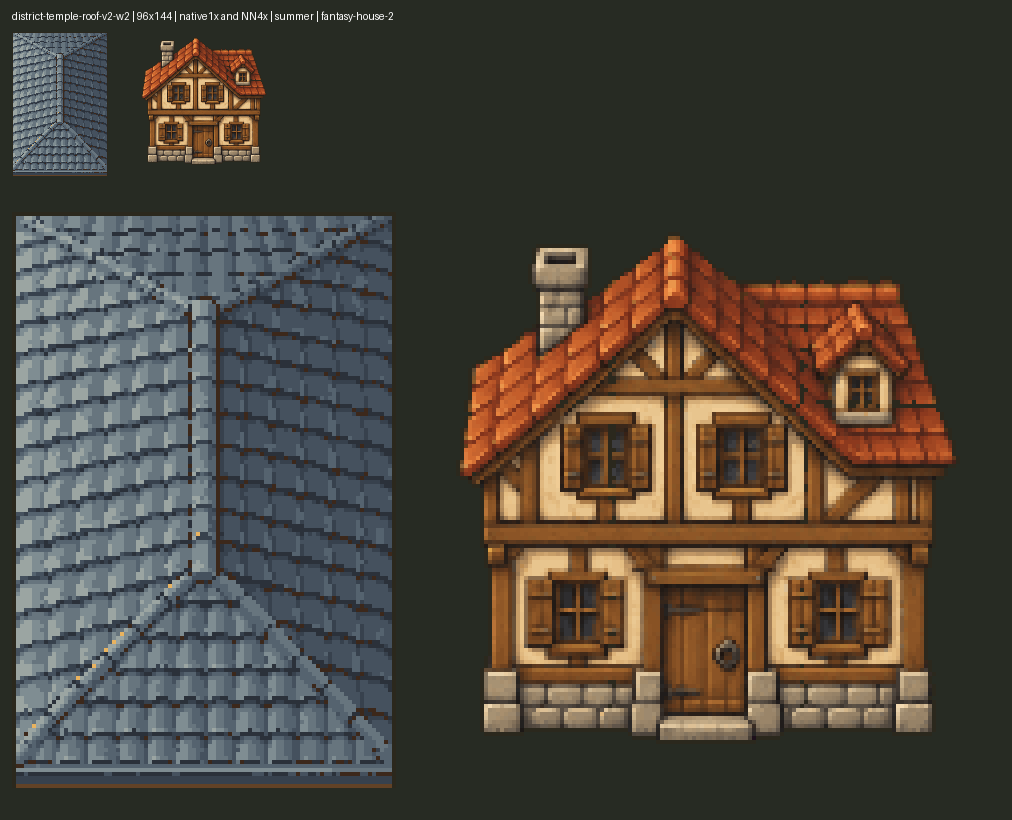 district-temple-roof-v2-w2 | 96x144 | native1x and NN4x | summer | fantasy-house-2